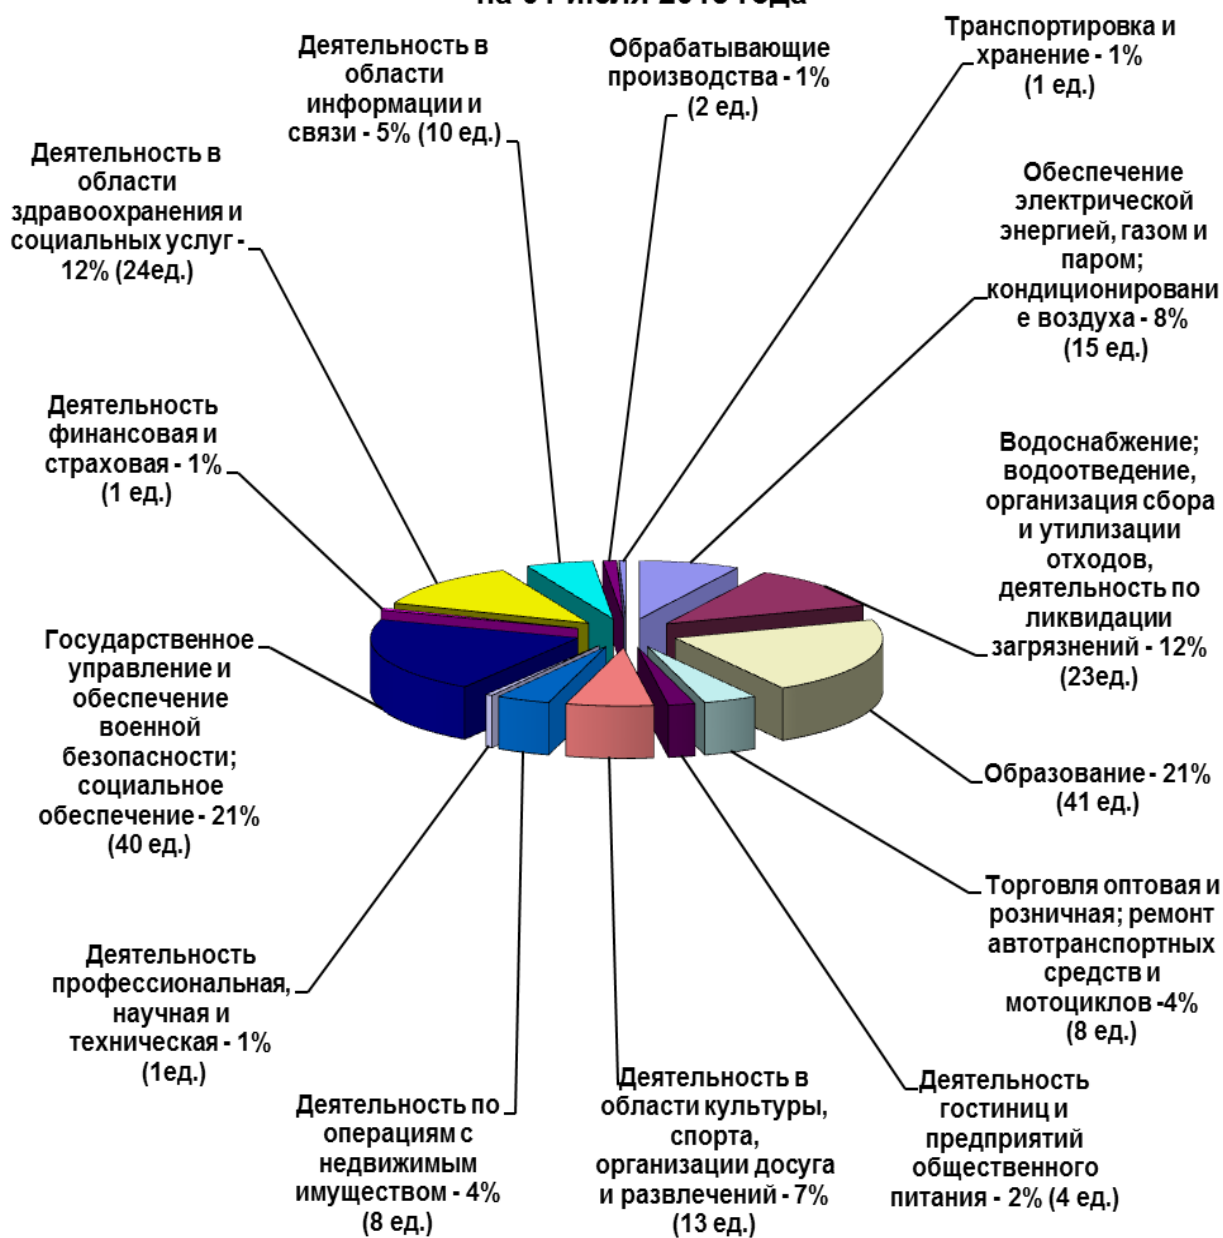 Деятельность в
области
информации и
связи - 5% (10 ед.)
Обрабатывающие
производства - 1%
(2 ед.)
Транспортировка и
хранение - 1%
(1 ед.)
Деятельность в
области
здравоохранения и
социальных услуг -
12% (24ед.)
Обеспечение
электрической
энергией, газом и
паром;
кондиционировани
е воздуха - 8%
(15 ед.)
Деятельность
финансовая и
страховая - 1%
(1 ед.)
Водоснабжение;
водоотведение,
организация сбора
и утилизации
отходов,
деятельность по
ликвидации
загрязнений - 12%
(23ед.)
Государственное
управление и
обеспечение
военной
безопасности;
социальное
обеспечение - 21%
(40 ед.)
Образование - 21%
(41 ед.)
Торговля оптовая и
розничная; ремонт
автотранспортных
средств и
мотоциклов -4%
(8 ед.)
Деятельность
профессиональная,
научная и
техническая - 1%
(1ед.)
Деятельность по
операциям с
недвижимым
имуществом - 4%
(8 ед.)
Деятельность в
области культуры,
спорта,
организации досуга
и развлечений - 7%
(13 ед.)
Деятельность
гостиниц и
предприятий
общественного
питания - 2% (4 ед.)